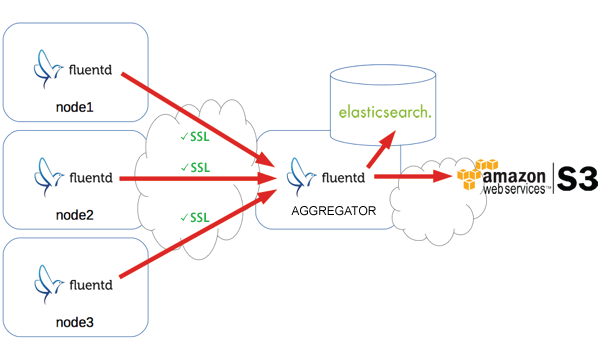 fluentd
node1
fluentd
node2
fluentd
node3
✓SSL
✓SSL
✓SSL
fluentd
AGGREGATOR
elasticsearch.
amazon
web services™
S3